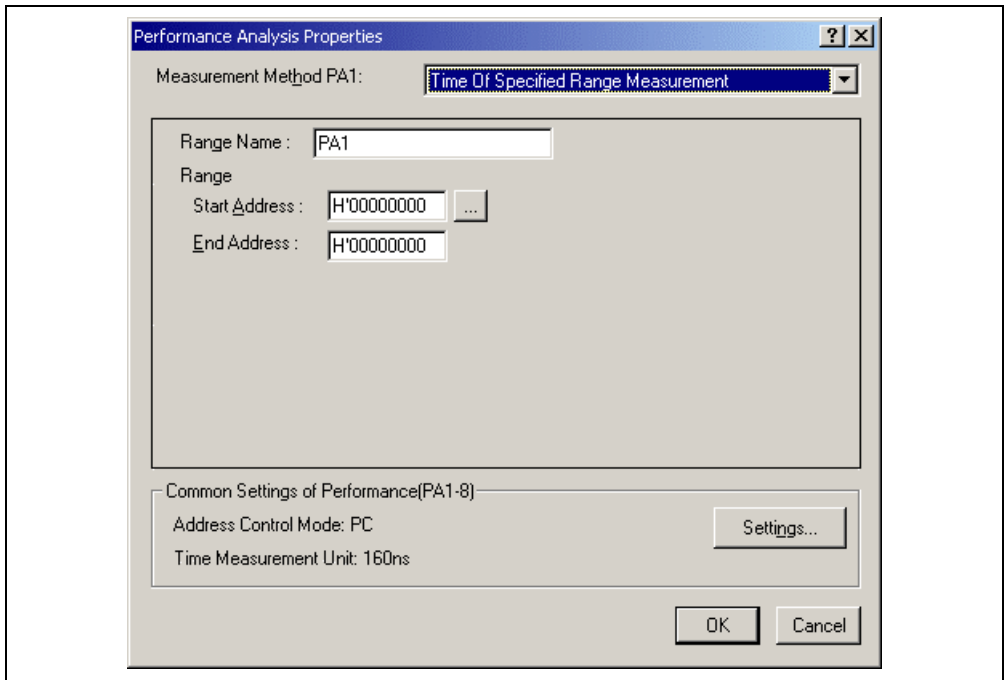 Performance Analysis Properties
Measurement Method PA1: Time Of Specified Range Measurement
Range Name : PA1
Range
Start Address : H'00000000 ...
End Address : H'00000000
Common Settings of Performance(PA1-8)
Address Control Mode: PC
Settings...
Time Measurement Unit: 160ns
OK Cancel